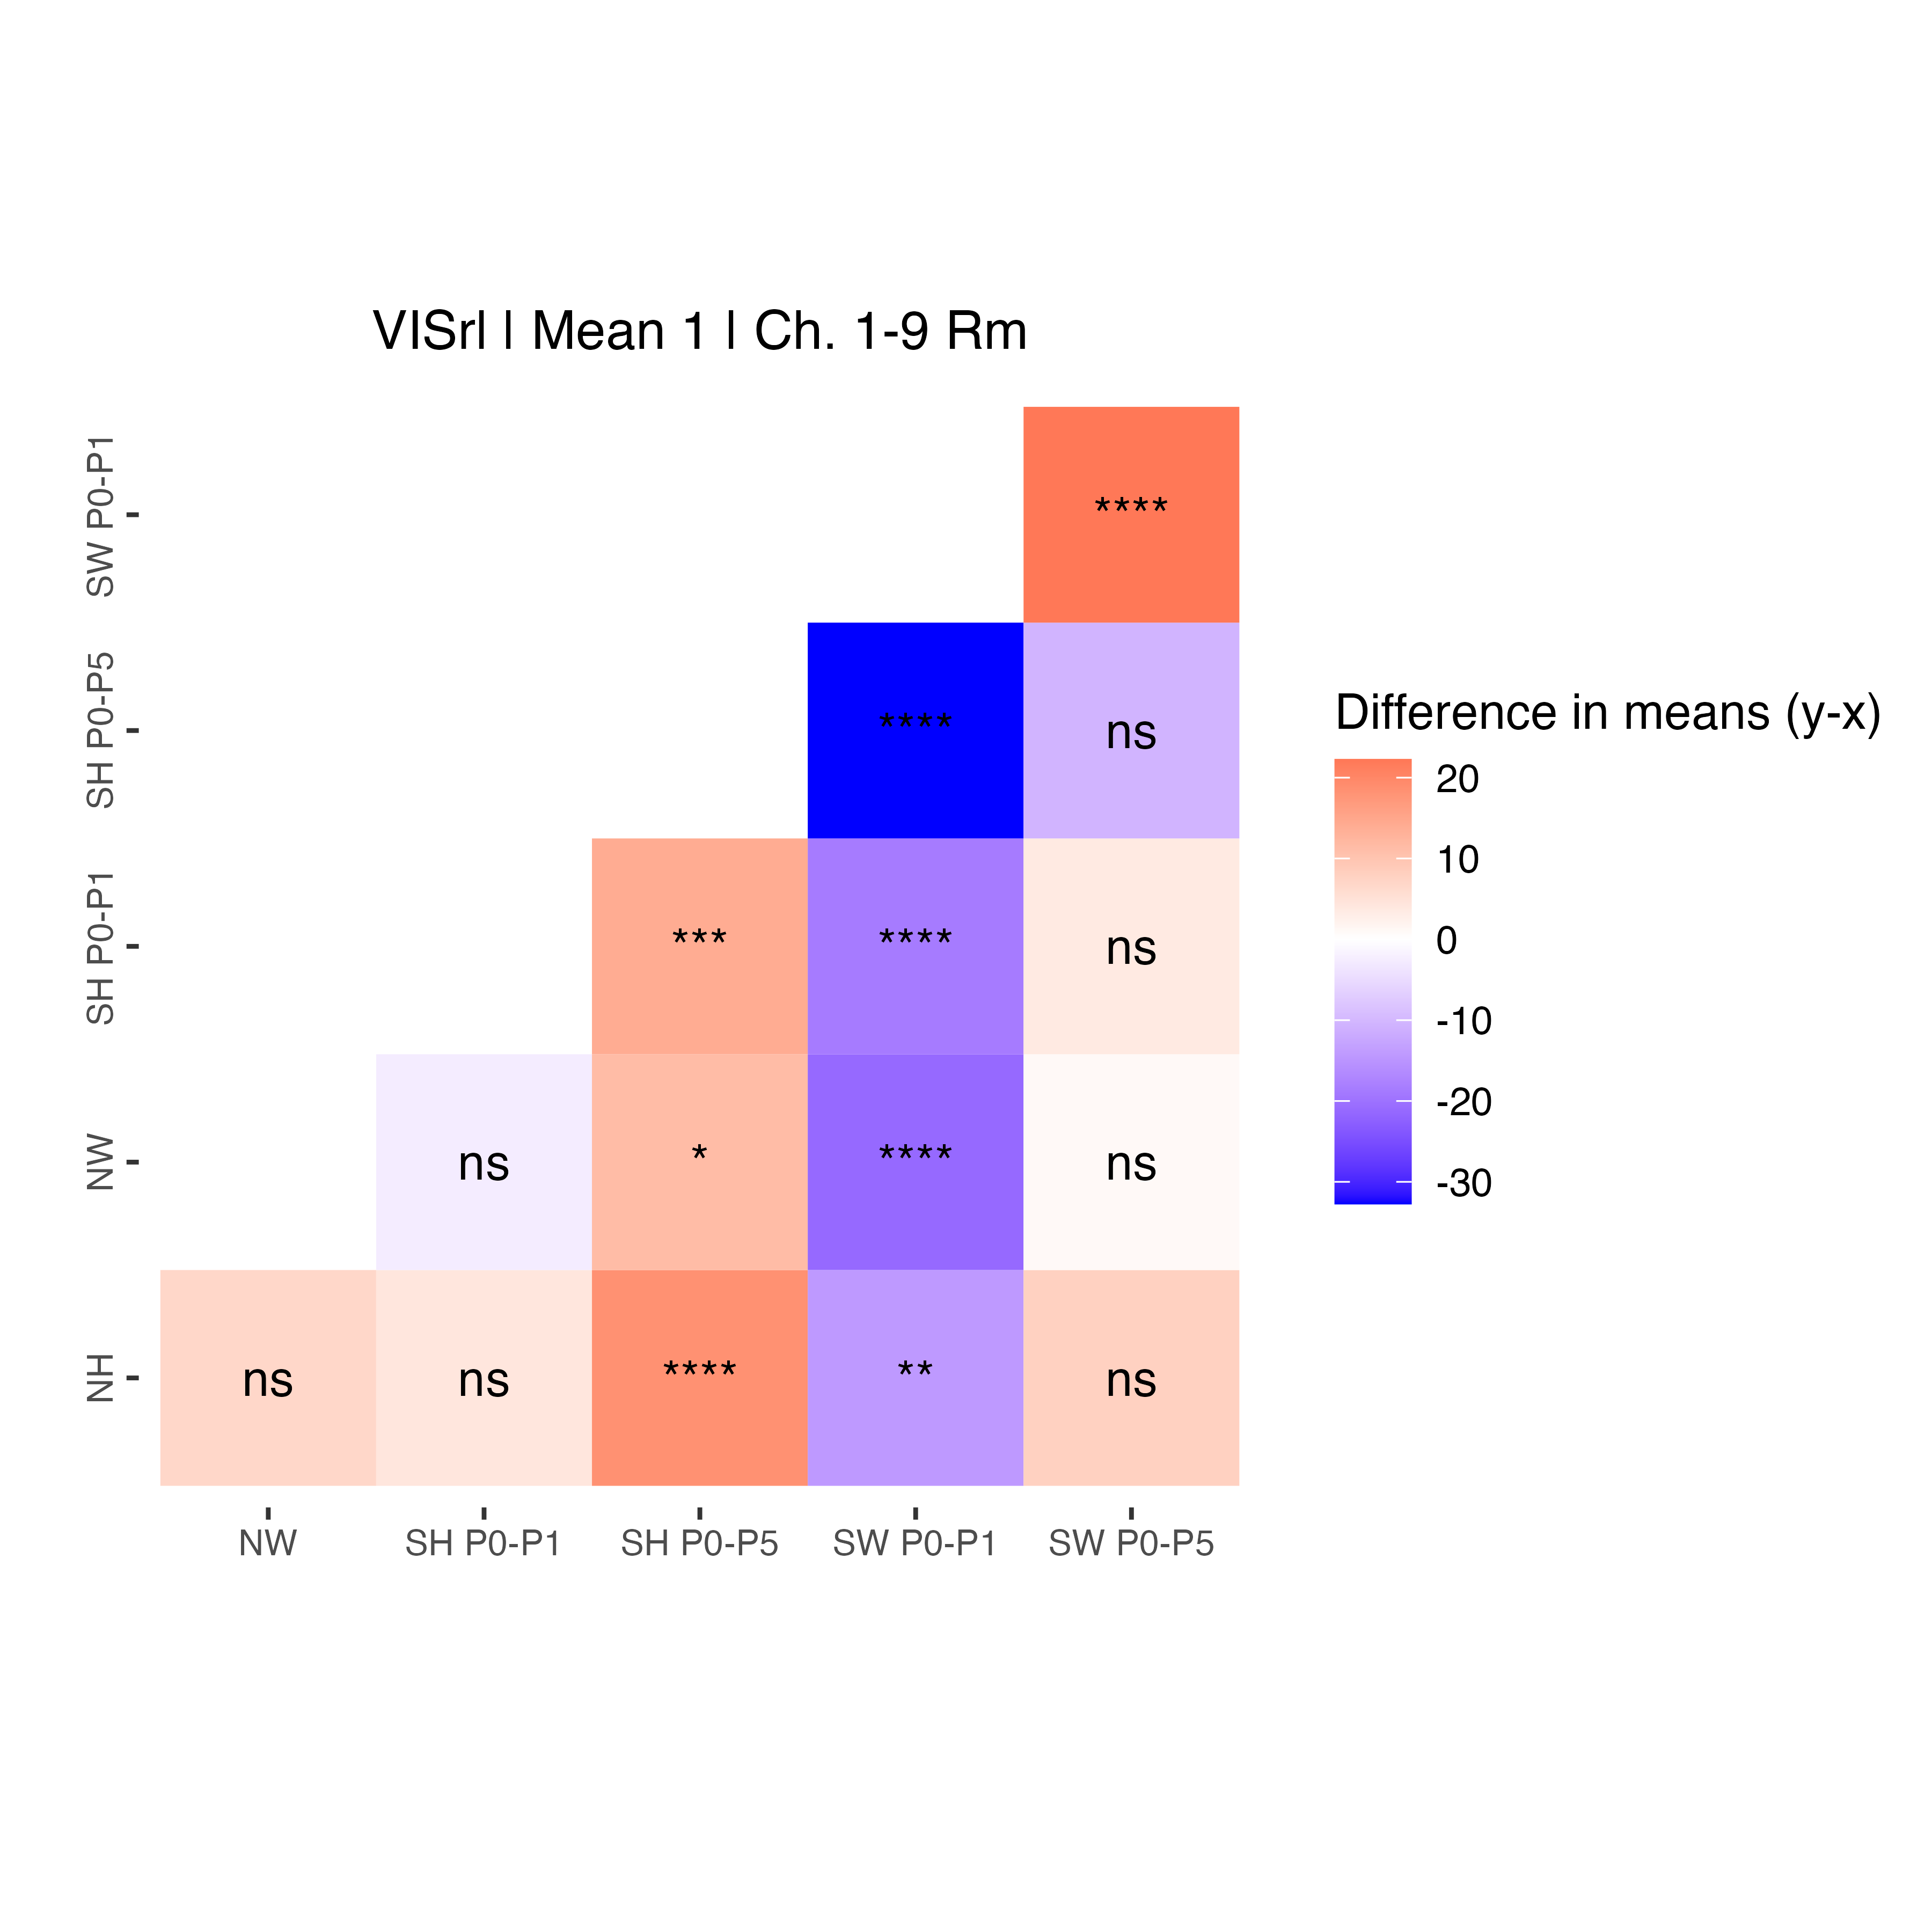 VISrl | Mean 1 | Ch. 1-9 Rm
SW P0-P1
****
SH P0-P5
**** ns
SH P0-P1
*** **** ns
NW
ns * **** ns
NH
ns ns **** ** ns
NW SH P0-P1 SH P0-P5 SW P0-P1 SW P0-P5
Difference in means (y-x)
20
10
0
-10
-20
-30